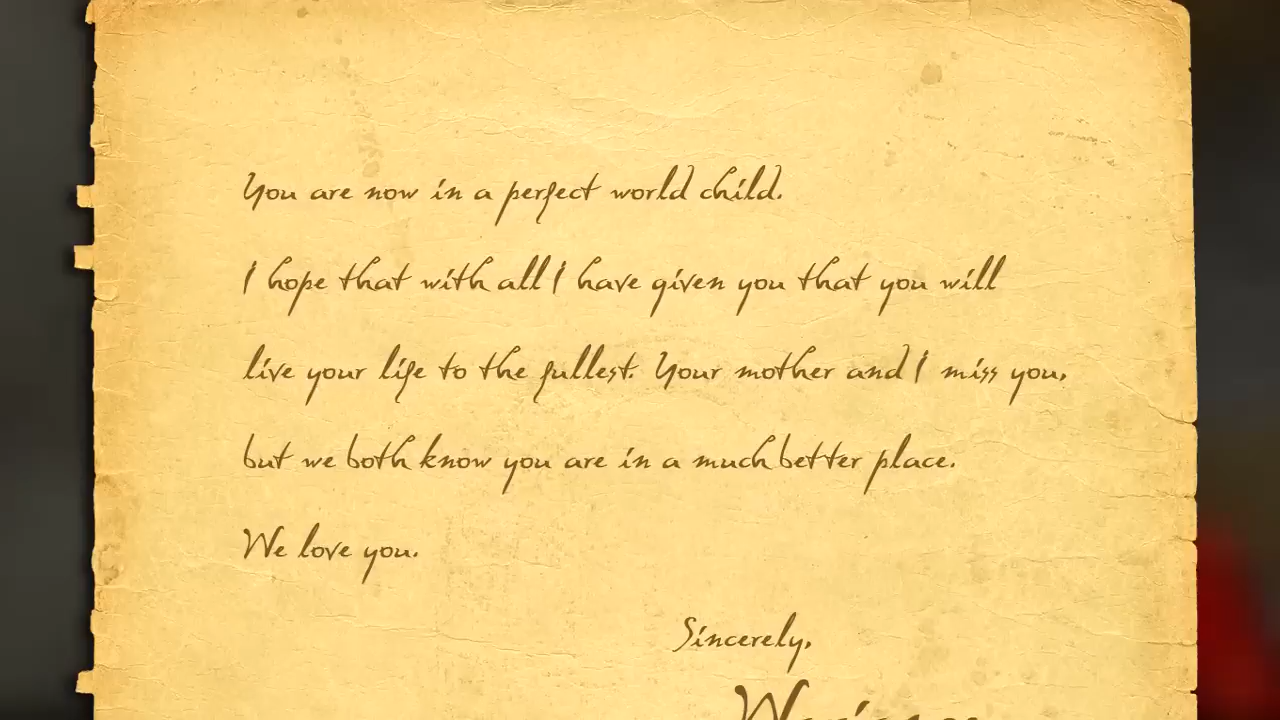 You are now in a perfect world child.
I hope that with all I have given you that you will
live your life to the fullest. Your mother and I miss you,
but we both know you are in a much better place.
We love you.
Sincerely,